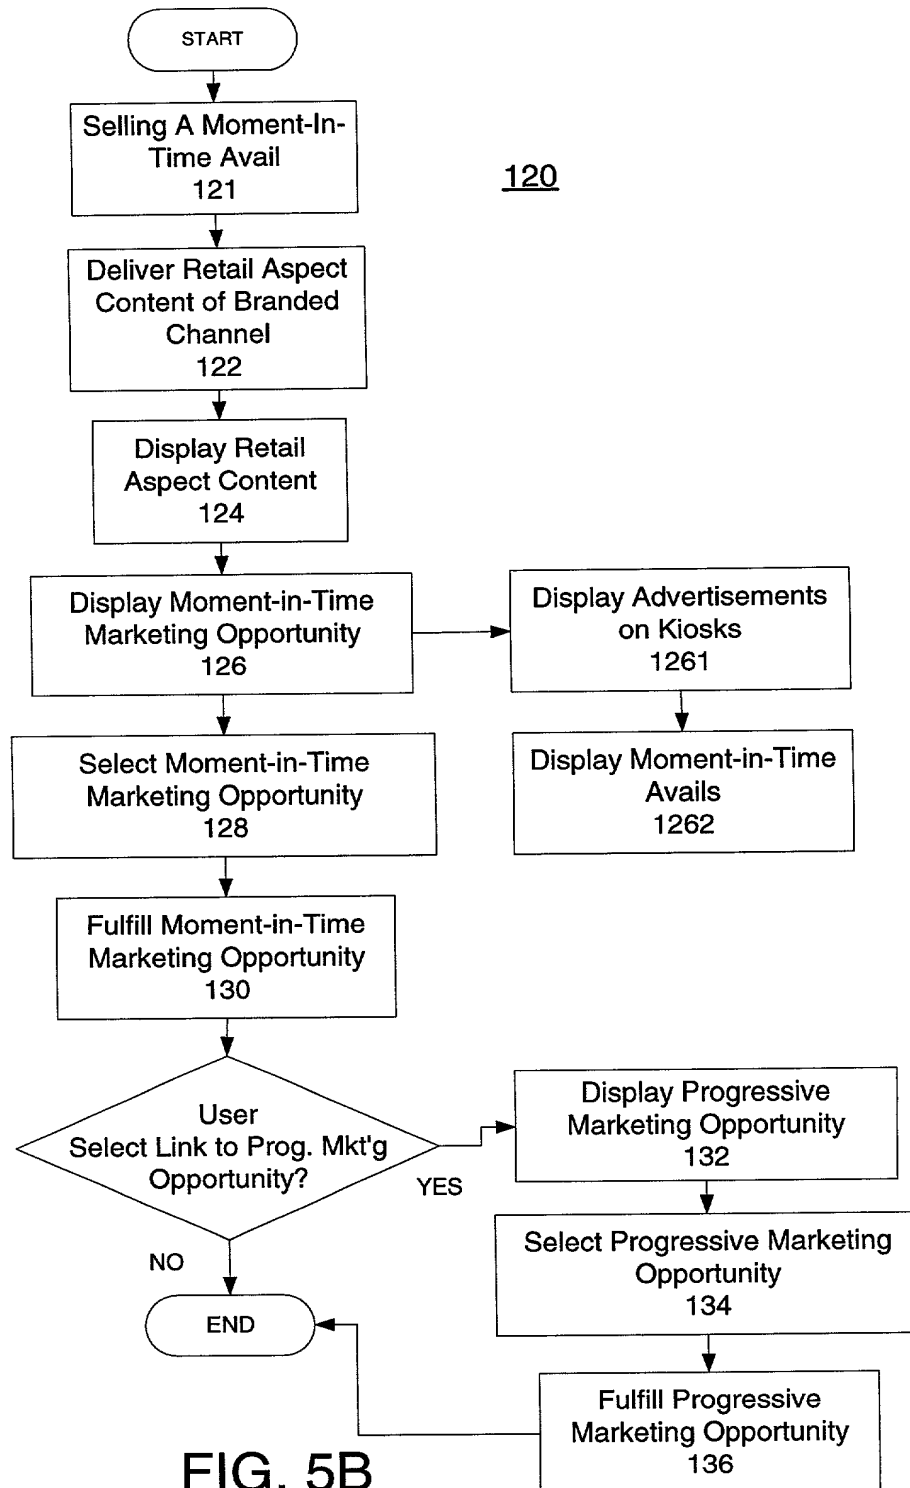 START
Selling A Moment-In-
Time Avail
121
120
Deliver Retail Aspect
Content of Branded
Channel
122
Display Retail
Aspect Content
124
Display Moment-in-Time
Marketing Opportunity
126
Display Advertisements
on Kiosks
1261
Select Moment-in-Time
Marketing Opportunity
128
Display Moment-in-Time
Avails
1262
Fulfill Moment-in-Time
Marketing Opportunity
130
User
Select Link to Prog. Mkt'g
Opportunity?
YES
NO
Display Progressive
Marketing Opportunity
132
Select Progressive Marketing
Opportunity
134
END
Fulfill Progressive
Marketing Opportunity
136
FIG. 5B